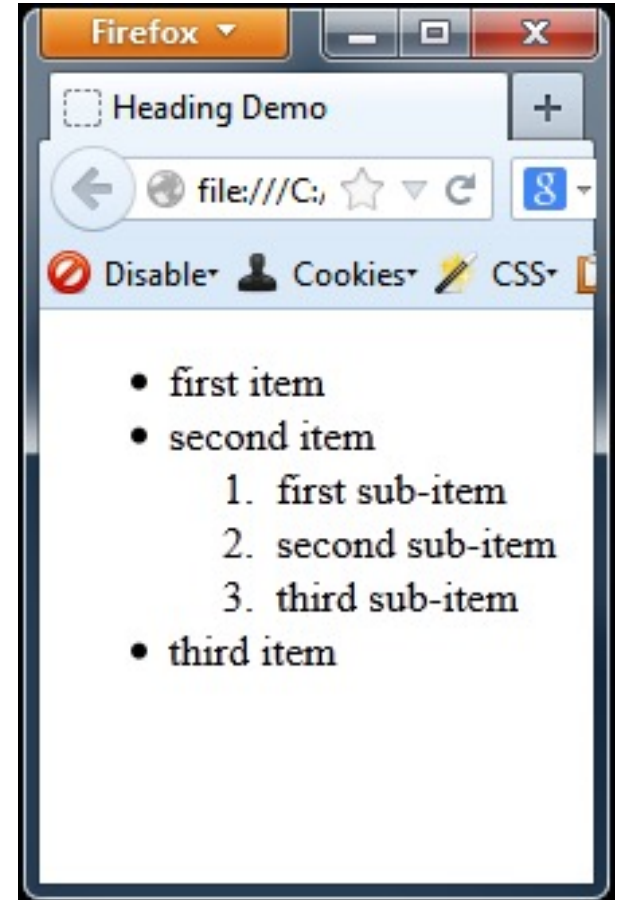 Firefox
Heading Demo
file:///C:/
8
Disable Cookies CSS
• first item
• second item
1. first sub-item
2. second sub-item
3. third sub-item
• third item